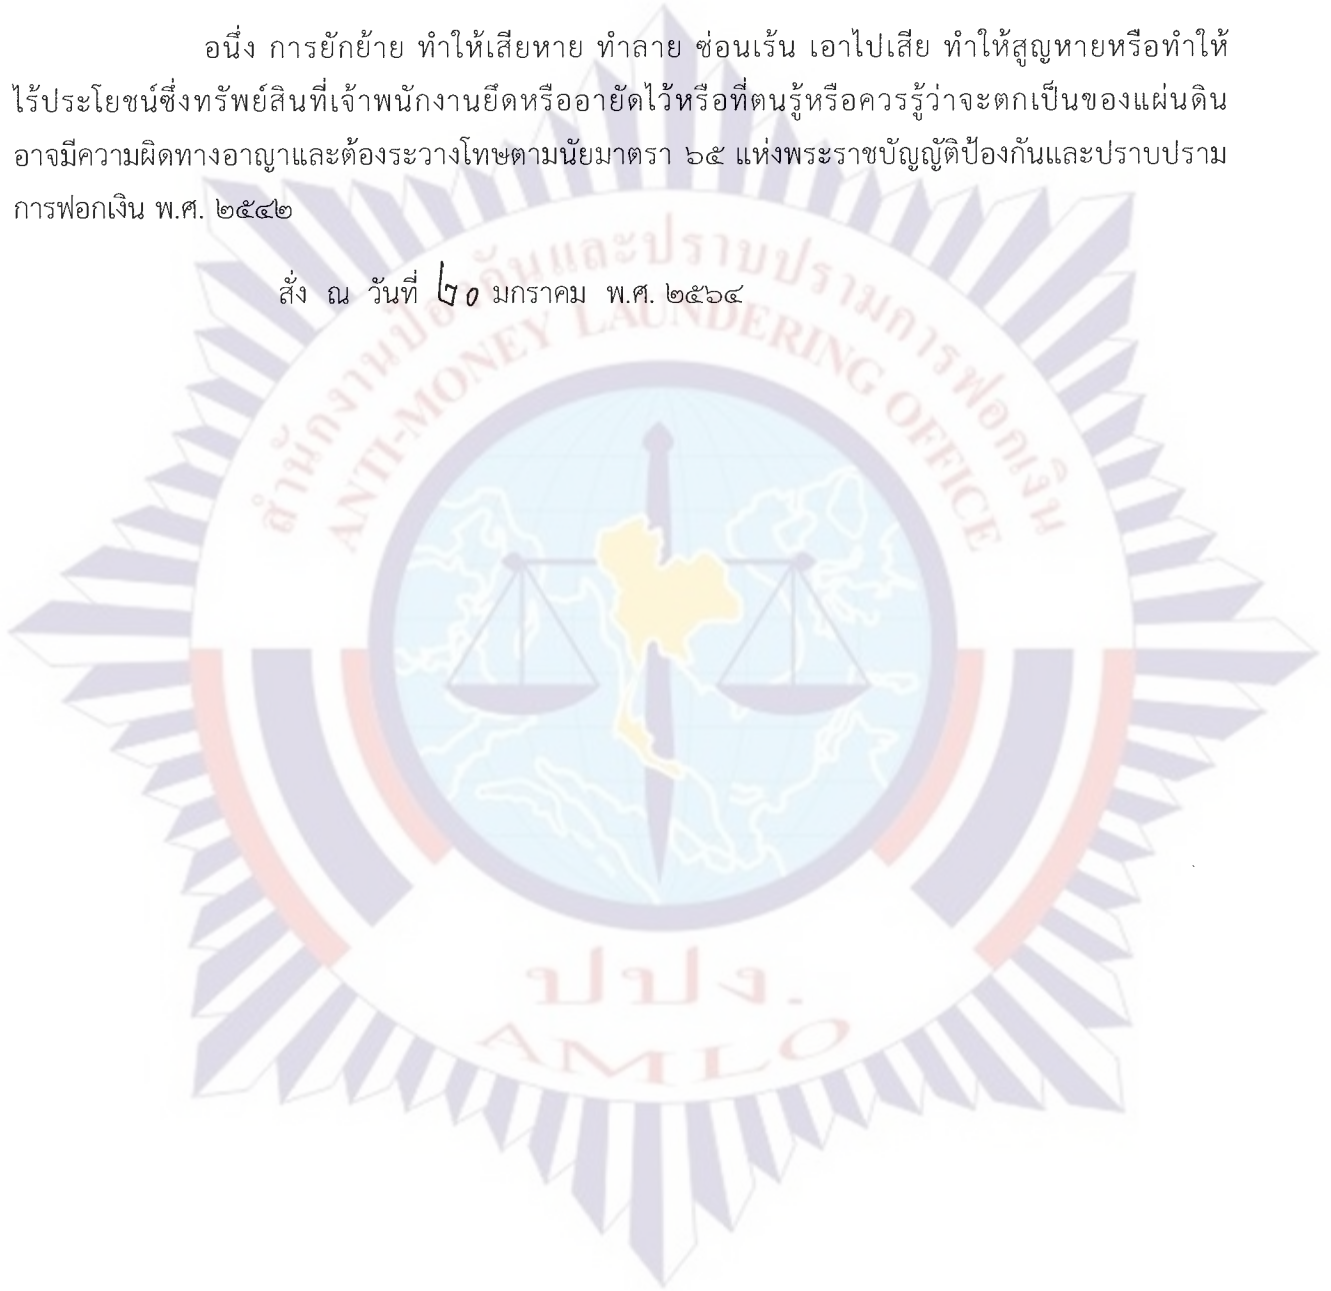 อนึ่ง การยักย้าย ทำให้เสียหาย ทำลาย ซ่อนเร้น เอาไปเสีย ทำให้สูญหายหรือทำให้
ไร้ประโยชน์ซึ่งทรัพย์สินที่เจ้าพนักงานยึดหรืออายัดไว้หรือที่ตนรู้หรือควรรู้ว่าจะตกเป็นของแผ่นดิน
อาจมีความผิดทางอาญาและต้องระวางโทษตามนัยมาตรา ๖๕ แห่งพระราชบัญญัติป้องกันและปราบปราม
การฟอกเงิน พ.ศ. ๒๕๔๒
สั่ง ณ วันที่ ๒๐ มกราคม พ.ศ. ๒๕๖๔
สำนักงานป้องกันและปราบปรามการฟอกเงิน
ANTI-MONEY LAUNDERING OFFICE
ปปง.
AMLO